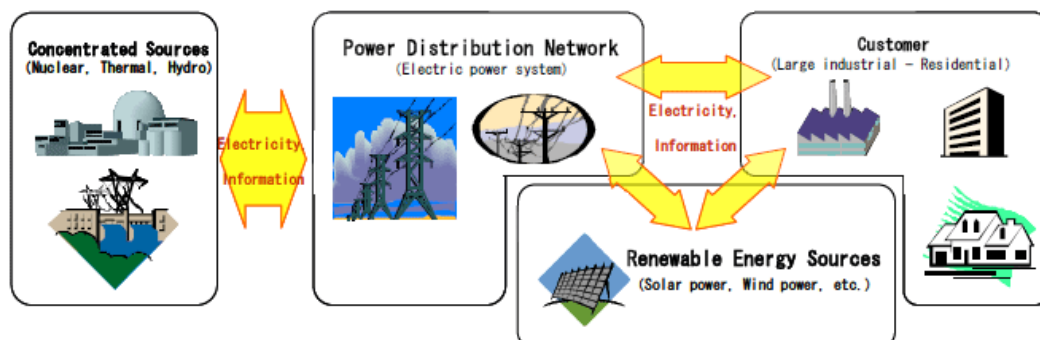 Concentrated Sources
(Nuclear, Thermal, Hydro)
Electricity,
Information
Power Distribution Network
(Electric power system)
Electricity,
Information
Customer
(Large industrial - Residential)
Renewable Energy Sources
(Solar power, Wind power, etc.)